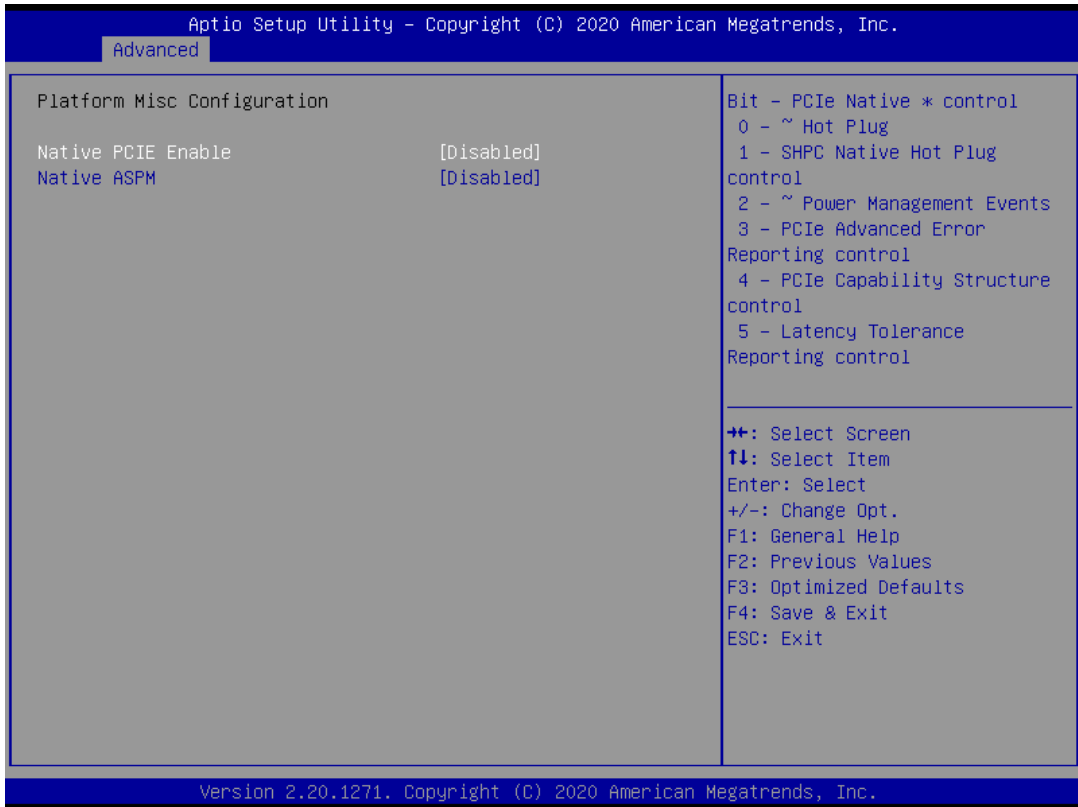 Aptio Setup Utility – Copyright (C) 2020 American Megatrends, Inc.
Advanced
Platform Misc Configuration
Native PCIE Enable [Disabled]
Native ASPM [Disabled]
Bit – PCIe Native * control
0 – ~ Hot Plug
1 – SHPC Native Hot Plug
control
2 – ~ Power Management Events
3 – PCIe Advanced Error
Reporting control
4 – PCIe Capability Structure
control
5 – Latency Tolerance
Reporting control
→←: Select Screen
↑↓: Select Item
Enter: Select
+/–: Change Opt.
F1: General Help
F2: Previous Values
F3: Optimized Defaults
F4: Save & Exit
ESC: Exit
Version 2.20.1271. Copyright (C) 2020 American Megatrends, Inc.